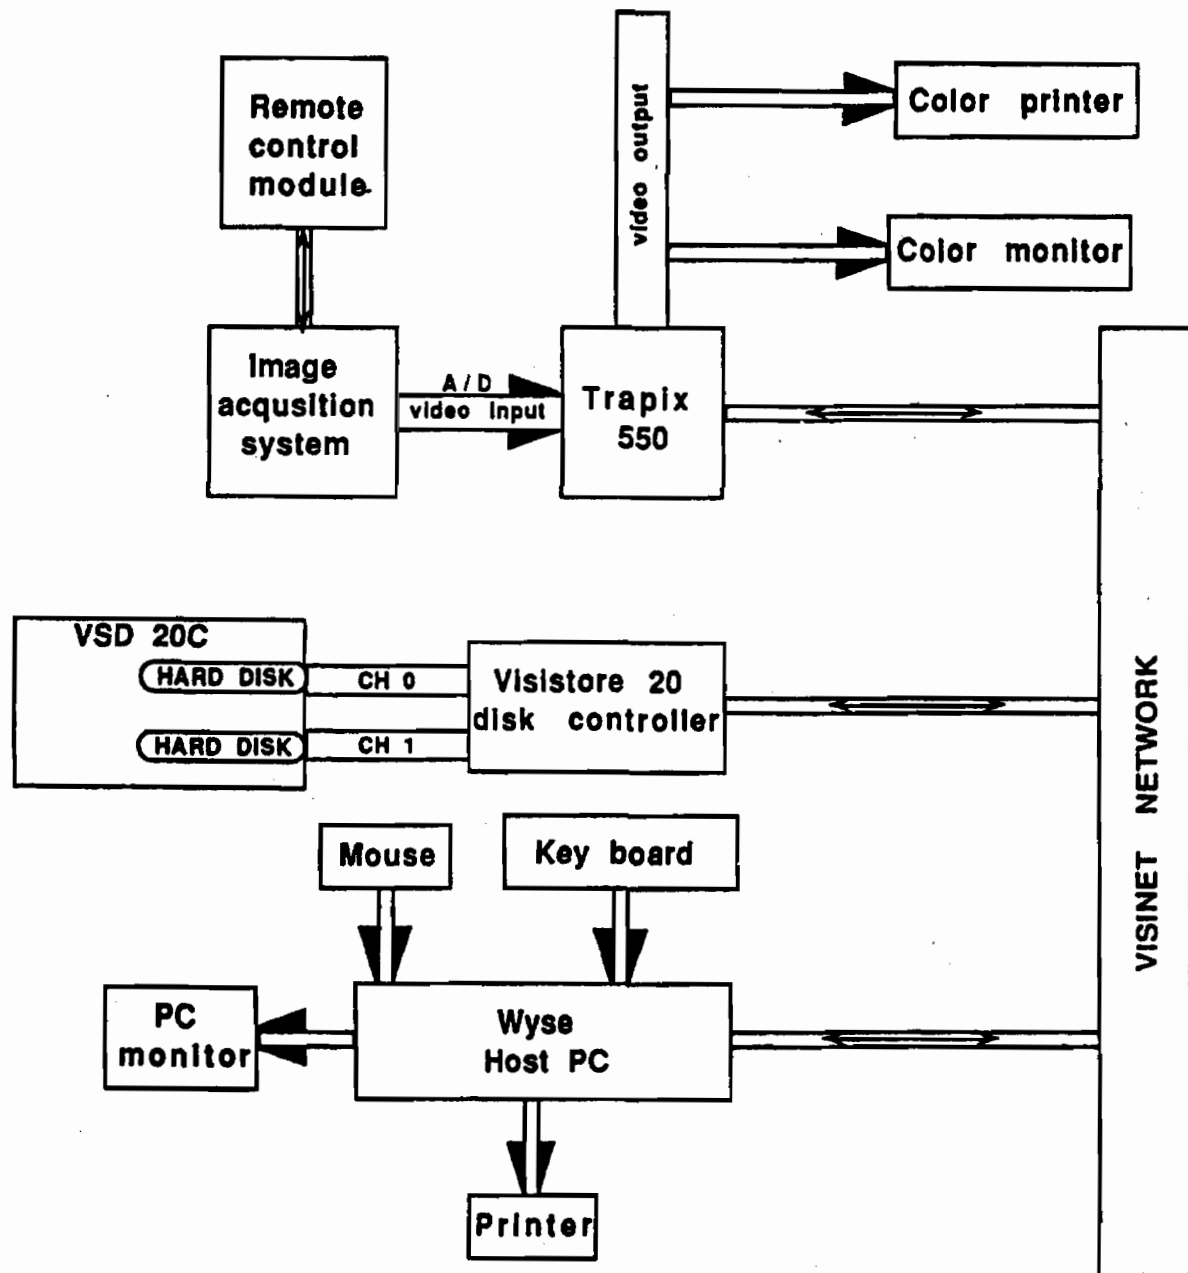 Remote
control
module
video output
Color printer
Color monitor
Image
acqusition
system
A/D
video Input
Trapix
550
VSD 20C
HARD DISK
CH 0
HARD DISK
CH 1
Visistore 20
disk controller
VISINET NETWORK
Mouse
Key board
PC
monitor
Wyse
Host PC
Printer